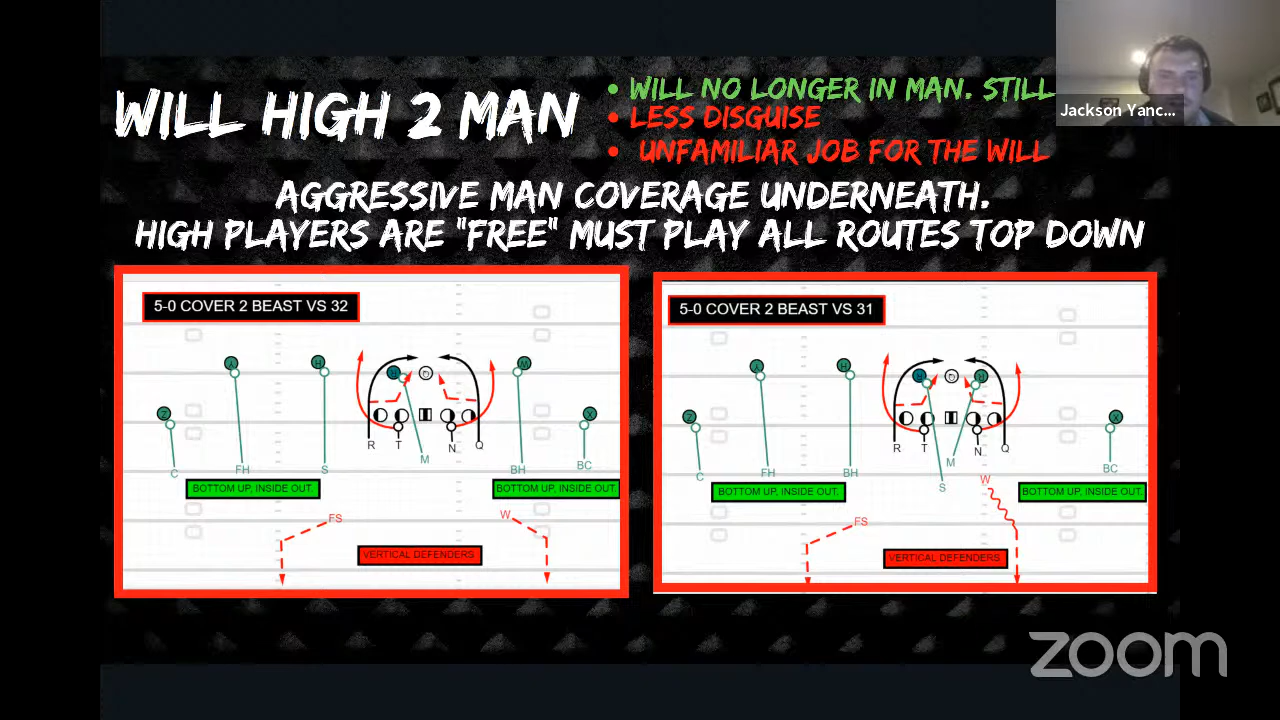 WILL HIGH 2 MAN
• WILL NO LONGER IN MAN. STILL
• LESS DISGUISE
• UNFAMILIAR JOB FOR THE WILL
Jackson Yanc...
AGGRESSIVE MAN COVERAGE UNDERNEATH.
HIGH PLAYERS ARE "FREE" MUST PLAY ALL ROUTES TOP DOWN
5-0 COVER 2 BEAST VS 32
Y H W
Z X
R T N Q
M
C FH S BH BC
BOTTOM UP, INSIDE OUT. BOTTOM UP, INSIDE OUT.
FS W
VERTICAL DEFENDERS
5-0 COVER 2 BEAST VS 31
Y H
Z X
R T N Q
M
C FH BH BC
W
S
BOTTOM UP, INSIDE OUT. BOTTOM UP, INSIDE OUT.
FS
VERTICAL DEFENDERS
zoom